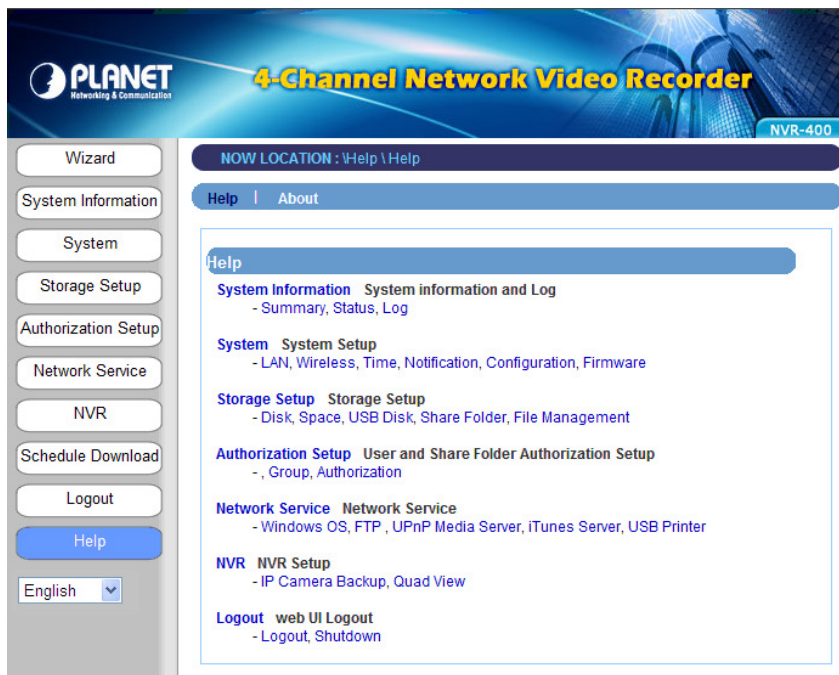 PLANET
Networking & Communication
4-Channel Network Video Recorder
NVR-400
Wizard
System Information
System
Storage Setup
Authorization Setup
Network Service
NVR
Schedule Download
Logout
Help
English
NOW LOCATION : \Help \ Help
Help | About
Help
System Information System information and Log
- Summary, Status, Log
System System Setup
- LAN, Wireless, Time, Notification, Configuration, Firmware
Storage Setup Storage Setup
- Disk, Space, USB Disk, Share Folder, File Management
Authorization Setup User and Share Folder Authorization Setup
- , Group, Authorization
Network Service Network Service
- Windows OS, FTP , UPnP Media Server, iTunes Server, USB Printer
NVR NVR Setup
- IP Camera Backup, Quad View
Logout web UI Logout
- Logout, Shutdown